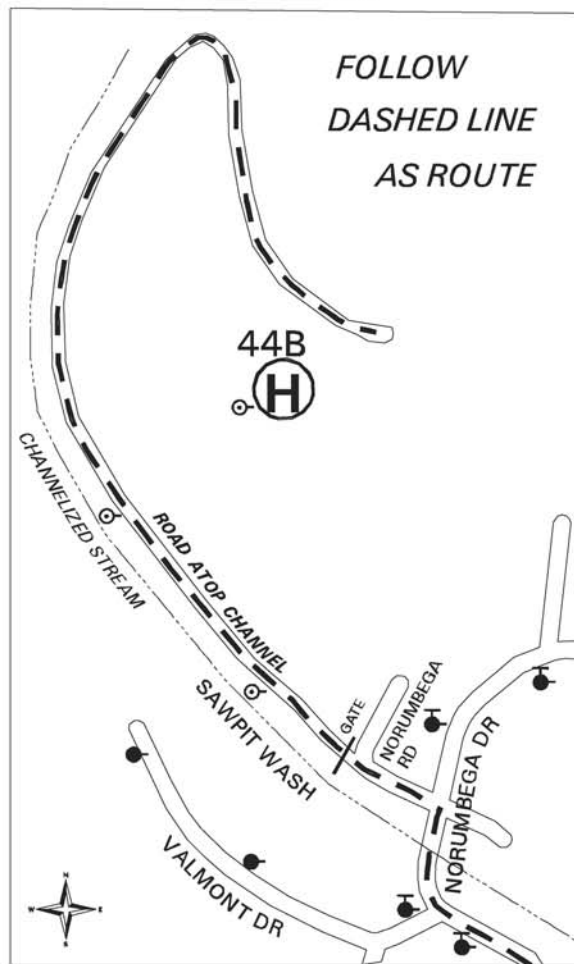 FOLLOW
DASHED LINE
AS ROUTE
44B
H
CHANNELIZED STREAM
ROAD ATOP CHANNEL
SAWPIT WASH
GATE
NORUMBEGA
RD
NORUMBEGA DR
VALMONT DR
N
W
E
S